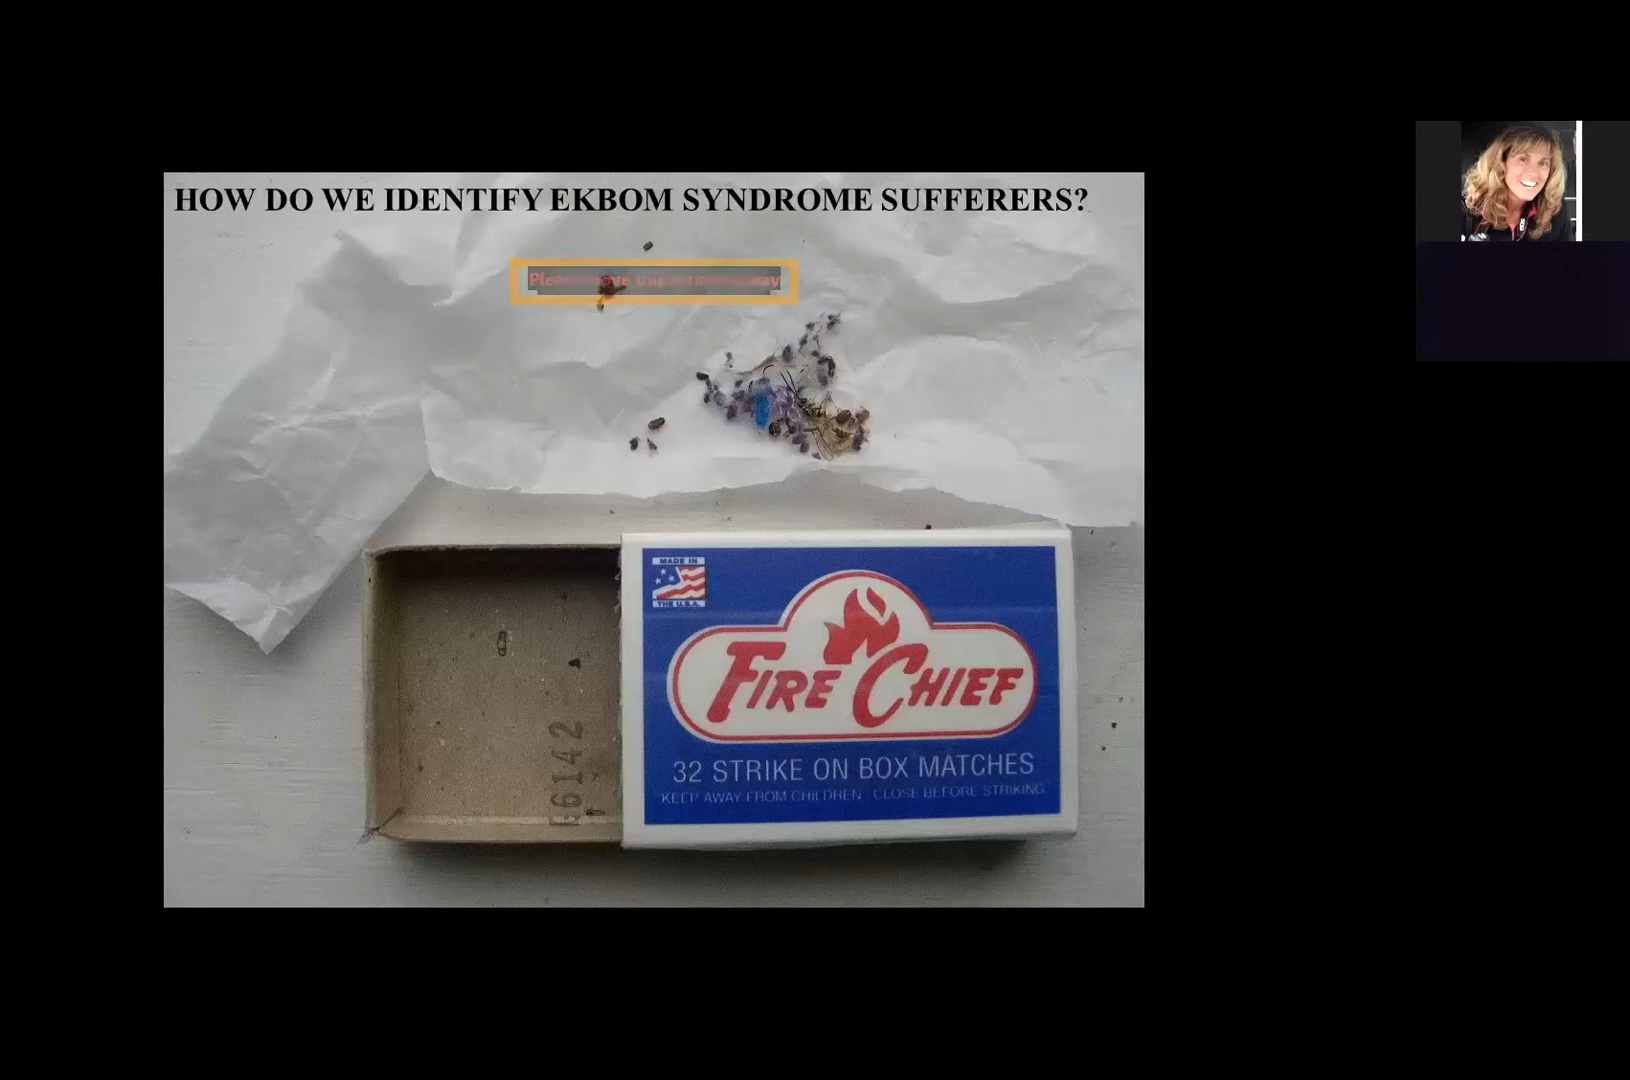 HOW DO WE IDENTIFY EKBOM SYNDROME SUFFERERS?
MADE IN
THE U.S.A.
FIRE CHIEF
32 STRIKE ON BOX MATCHES
KEEP AWAY FROM CHILDREN CLOSE BEFORE STRIKING
6142